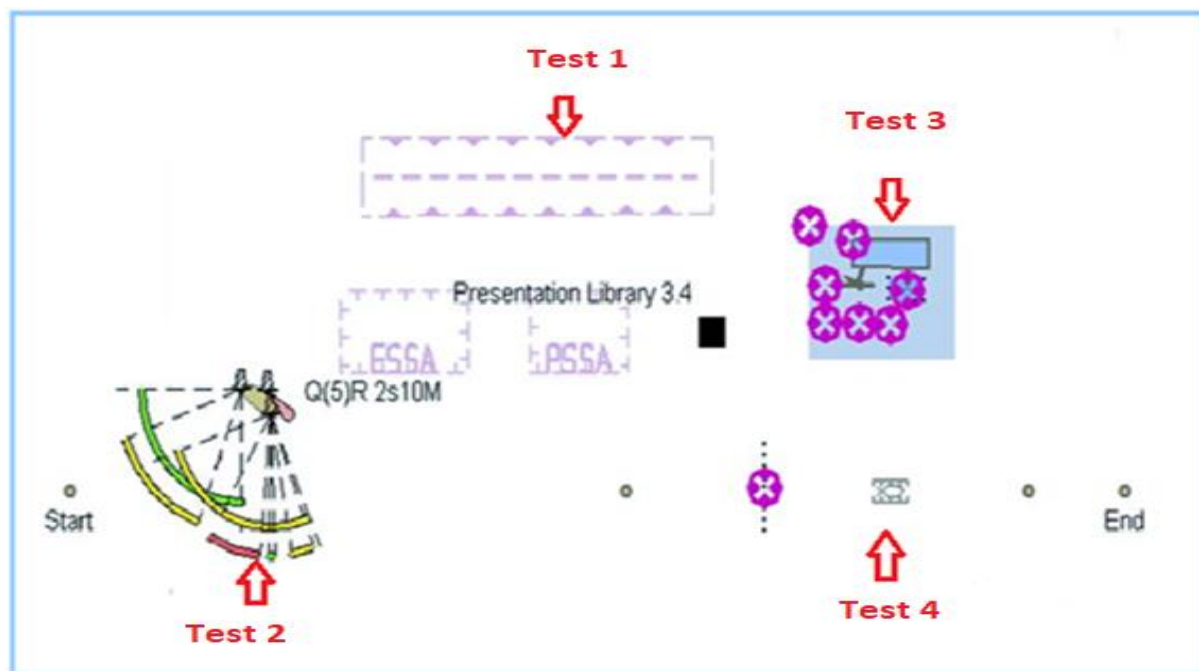 Test 1
Test 3
Presentation Library 3.4
ESSA
PSSA
Q(5)R 2s10M
Start
End
Test 4
Test 2